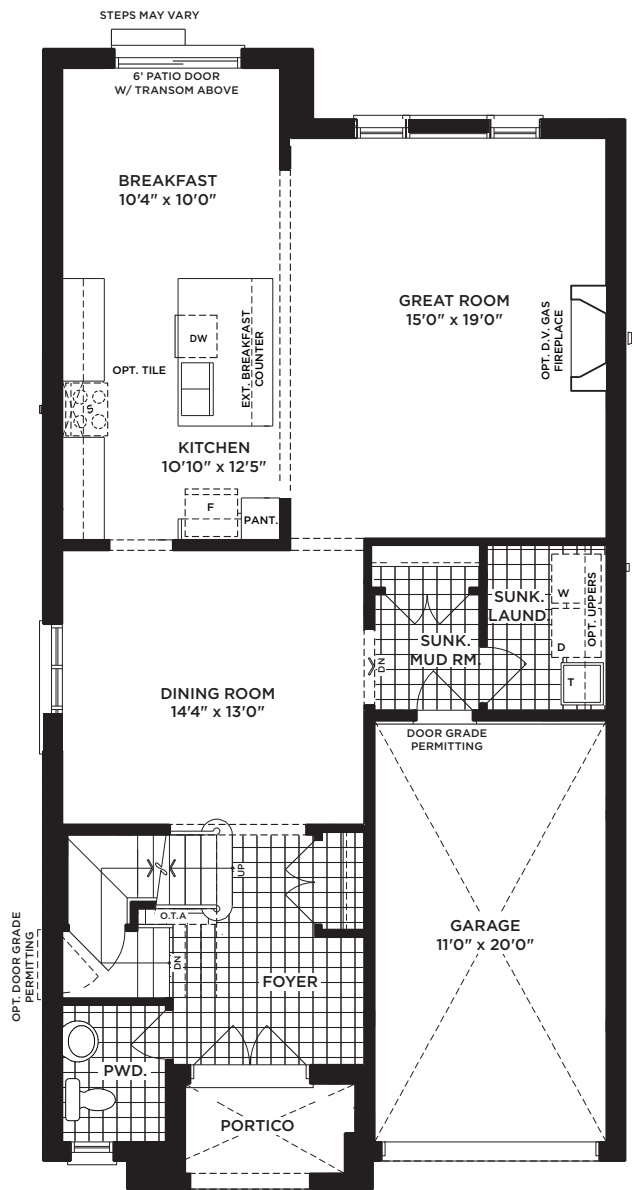 STEPS MAY VARY
6' PATIO DOOR
W/ TRANSOM ABOVE
BREAKFAST
10'4" x 10'0"
GREAT ROOM
15'0" x 19'0"
OPT. D.V. GAS
FIREPLACE
DW
EXT. BREAKFAST
COUNTER
OPT. TILE
S
KITCHEN
10'10" x 12'5"
F
PANT.
SUNK.
LAUND.
W
D
T
OPT. UPPERS
SUNK.
MUD RM.
DN
DINING ROOM
14'4" x 13'0"
DOOR GRADE
PERMITTING
UP
O.T.A
DN
OPT. DOOR GRADE
PERMITTING
FOYER
GARAGE
11'0" x 20'0"
PWD.
PORTICO